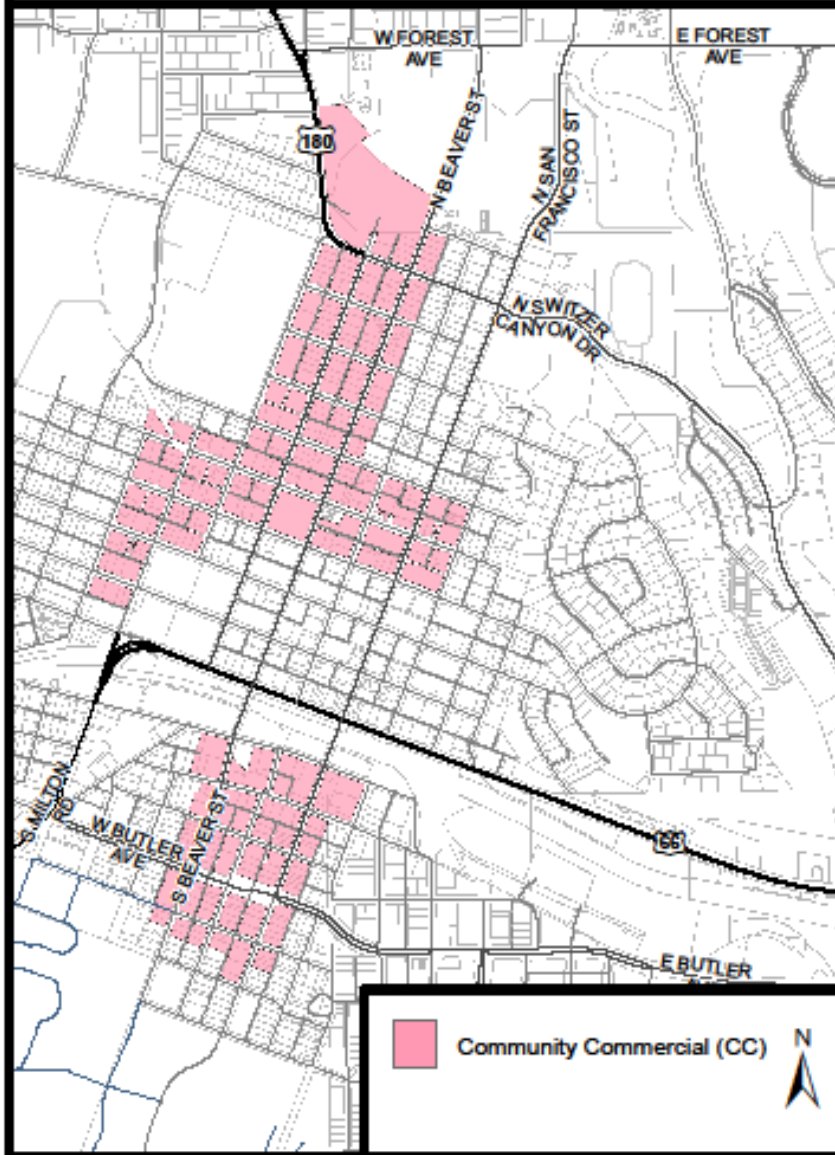 W FOREST
AVE
E FOREST
AVE
180
N BEAVER ST
N SAN
FRANCISCO ST
N SWITZER
CANYON DR
S MILTON
RD
W BUTLER
AVE
S BEAVER ST
66
E BUTLER
Community Commercial (CC)
N